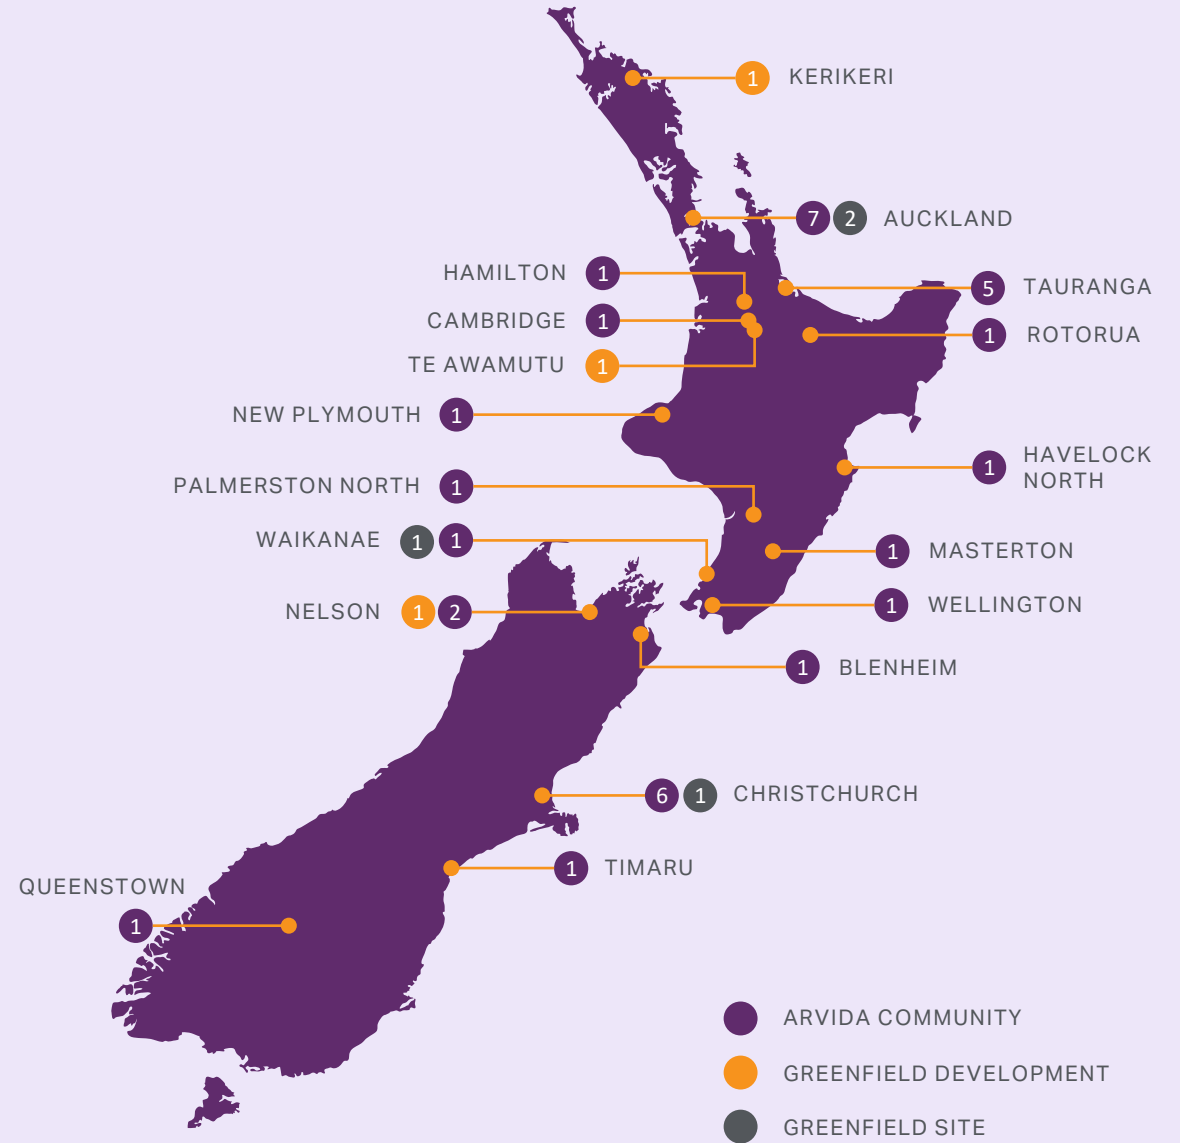 1 KERIKERI
7 2 AUCKLAND
HAMILTON 1
5 TAURANGA
CAMBRIDGE 1
1 ROTORUA
TE AWAMUTU 1
NEW PLYMOUTH 1
1 HAVELOCK
NORTH
PALMERSTON NORTH 1
WAIKANAE 1 1
1 MASTERTON
NELSON 1 2
1 WELLINGTON
1 BLENHEIM
6 1 CHRISTCHURCH
1 TIMARU
QUEENSTOWN
1
ARVIDA COMMUNITY
GREENFIELD DEVELOPMENT
GREENFIELD SITE